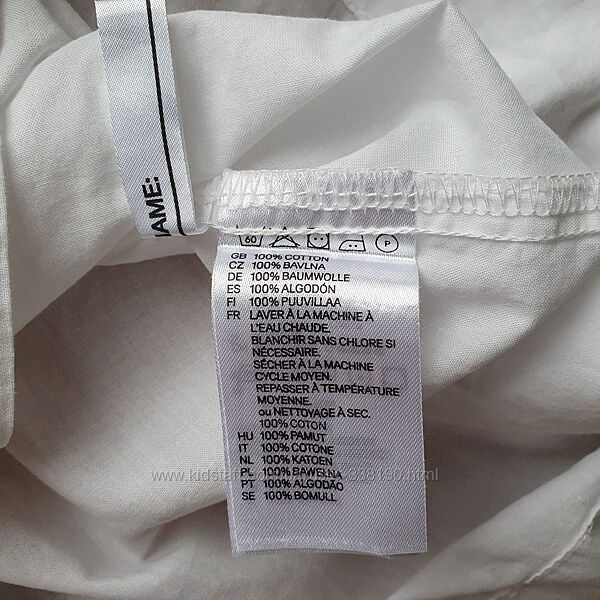 NAME:
60 P
GB 100% COTTON
CZ 100% BAVLNA
DE 100% BAUMWOLLE
ES 100% ALGODÓN
FI 100% PUUVILLAA
FR LAVER À LA MACHINE À
L'EAU CHAUDE.
BLANCHIR SANS CHLORE SI
NÉCESSAIRE.
SÉCHER À LA MACHINE
CYCLE MOYEN.
REPASSER À TEMPÉRATURE
MOYENNE.
ou NETTOYAGE À SEC.
100% COTON
HU 100% PAMUT
IT 100% COTONE
NL 100% KATOEN
PL 100% BAWEŁNA
PT 100% ALGODÃO
SE 100% BOMULL